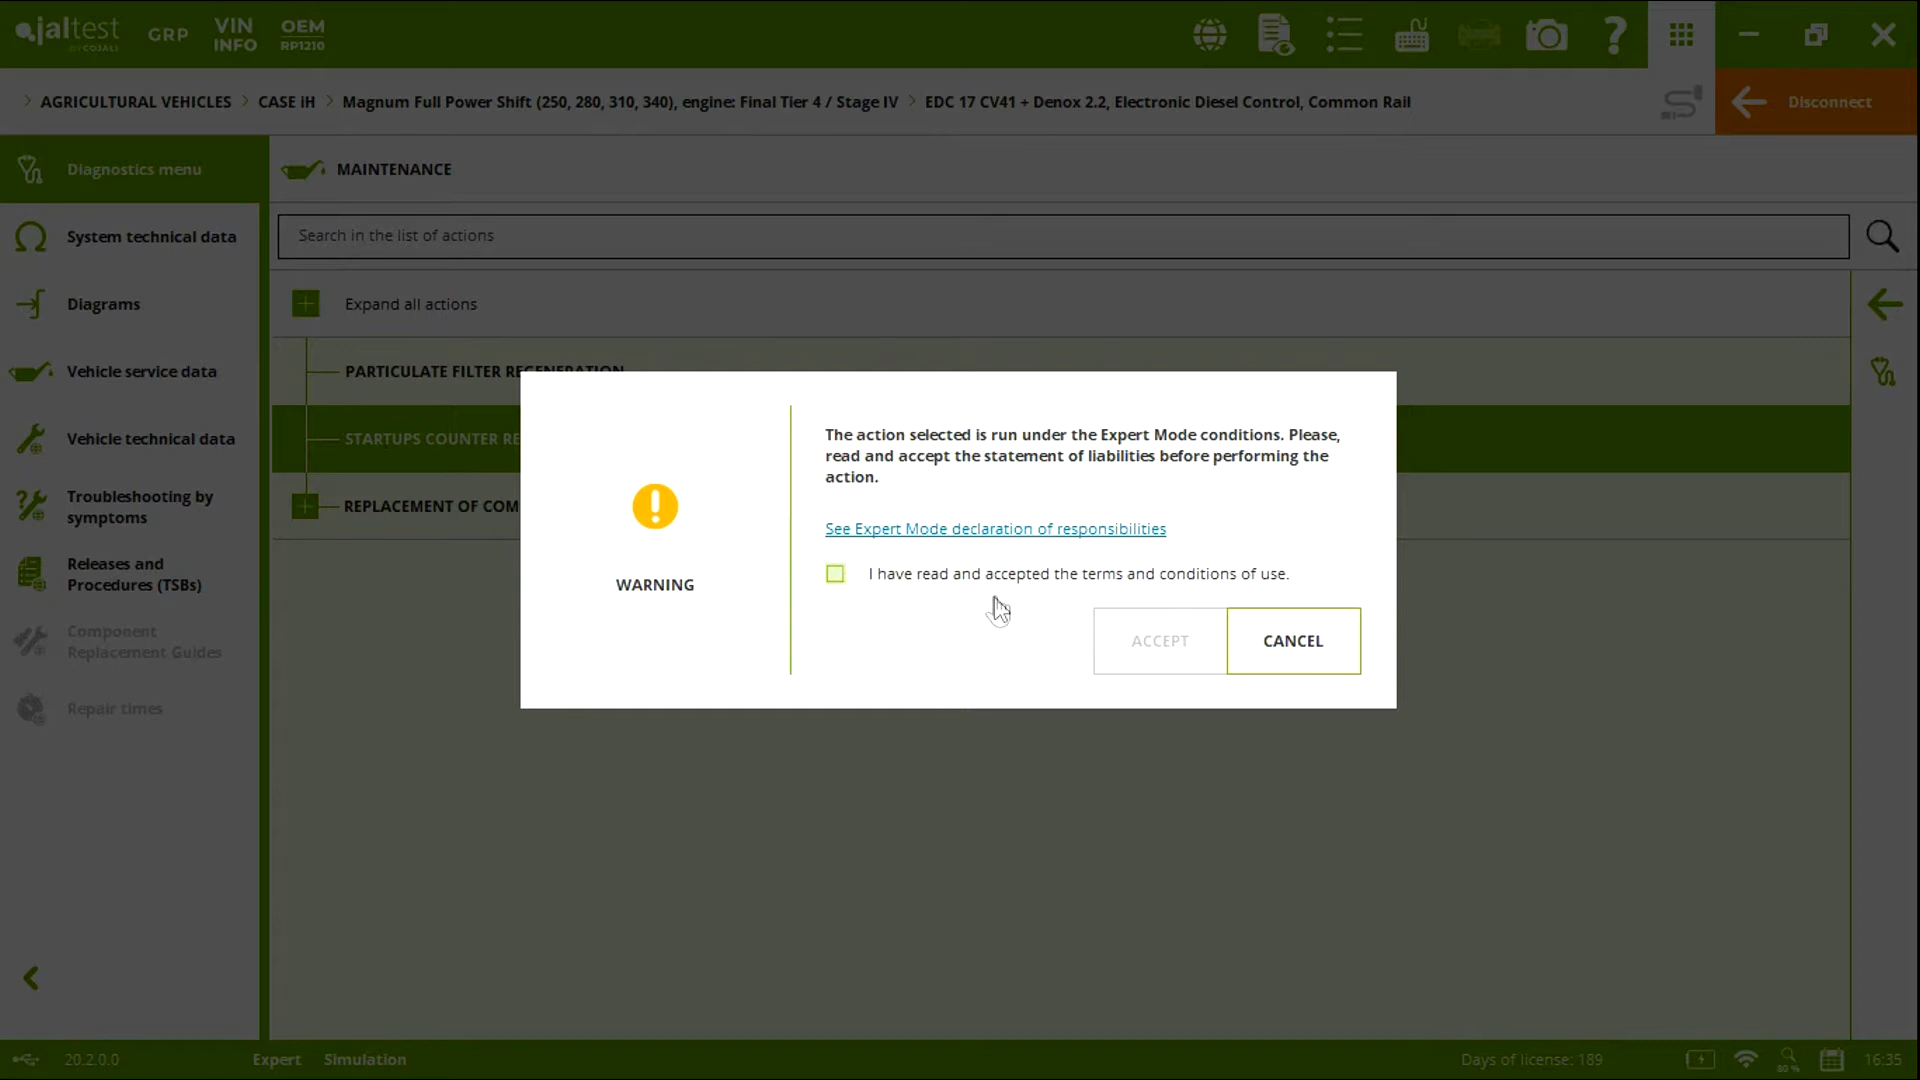 jaltest
BY COJALI
GRP
VIN
INFO
OEM
RP1210
AGRICULTURAL VEHICLES > CASE iH > Magnum Full Power Shift (250, 280, 310, 340), engine: Final Tier 4 / Stage IV > EDC 17 CV41 + Denox 2.2, Electronic Diesel Control, Common Rail
Disconnect
Diagnostics menu
System technical data
Diagrams
Vehicle service data
Vehicle technical data
Troubleshooting by
symptoms
Releases and
Procedures (TSBs)
Component
Replacement Guides
Repair times
MAINTENANCE
Search in the list of actions
Expand all actions
PARTICULATE FILTER REGENERATION
STARTUPS COUNTER RE
REPLACEMENT OF COM
WARNING
The action selected is run under the Expert Mode conditions. Please,
read and accept the statement of liabilities before performing the
action.
See Expert Mode declaration of responsibilities
I have read and accepted the terms and conditions of use.
ACCEPT
CANCEL
20.2.0.0
Expert
Simulation
Days of license: 189
80 %
16:35